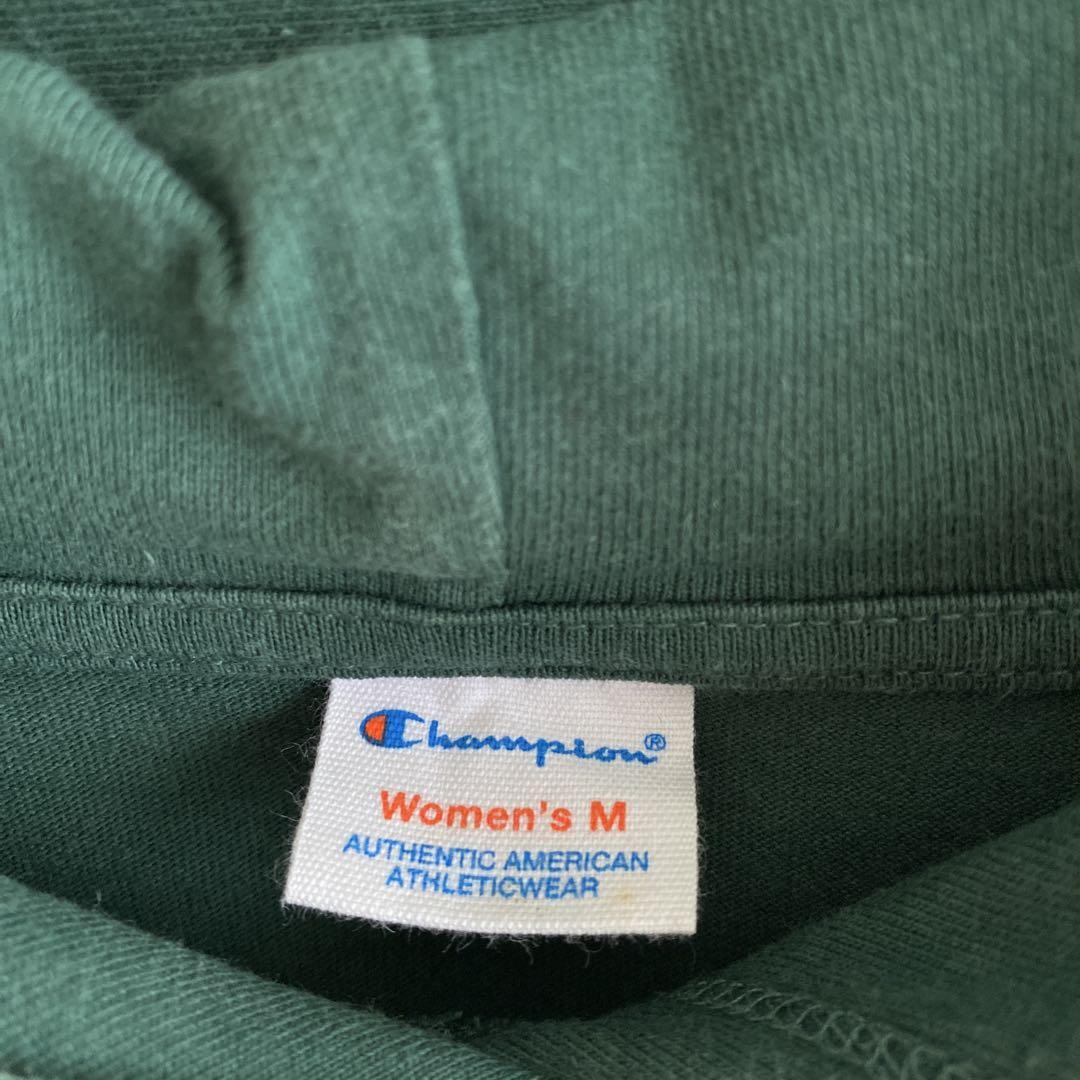 Champion®
Women's M
AUTHENTIC AMERICAN
ATHLETICWEAR